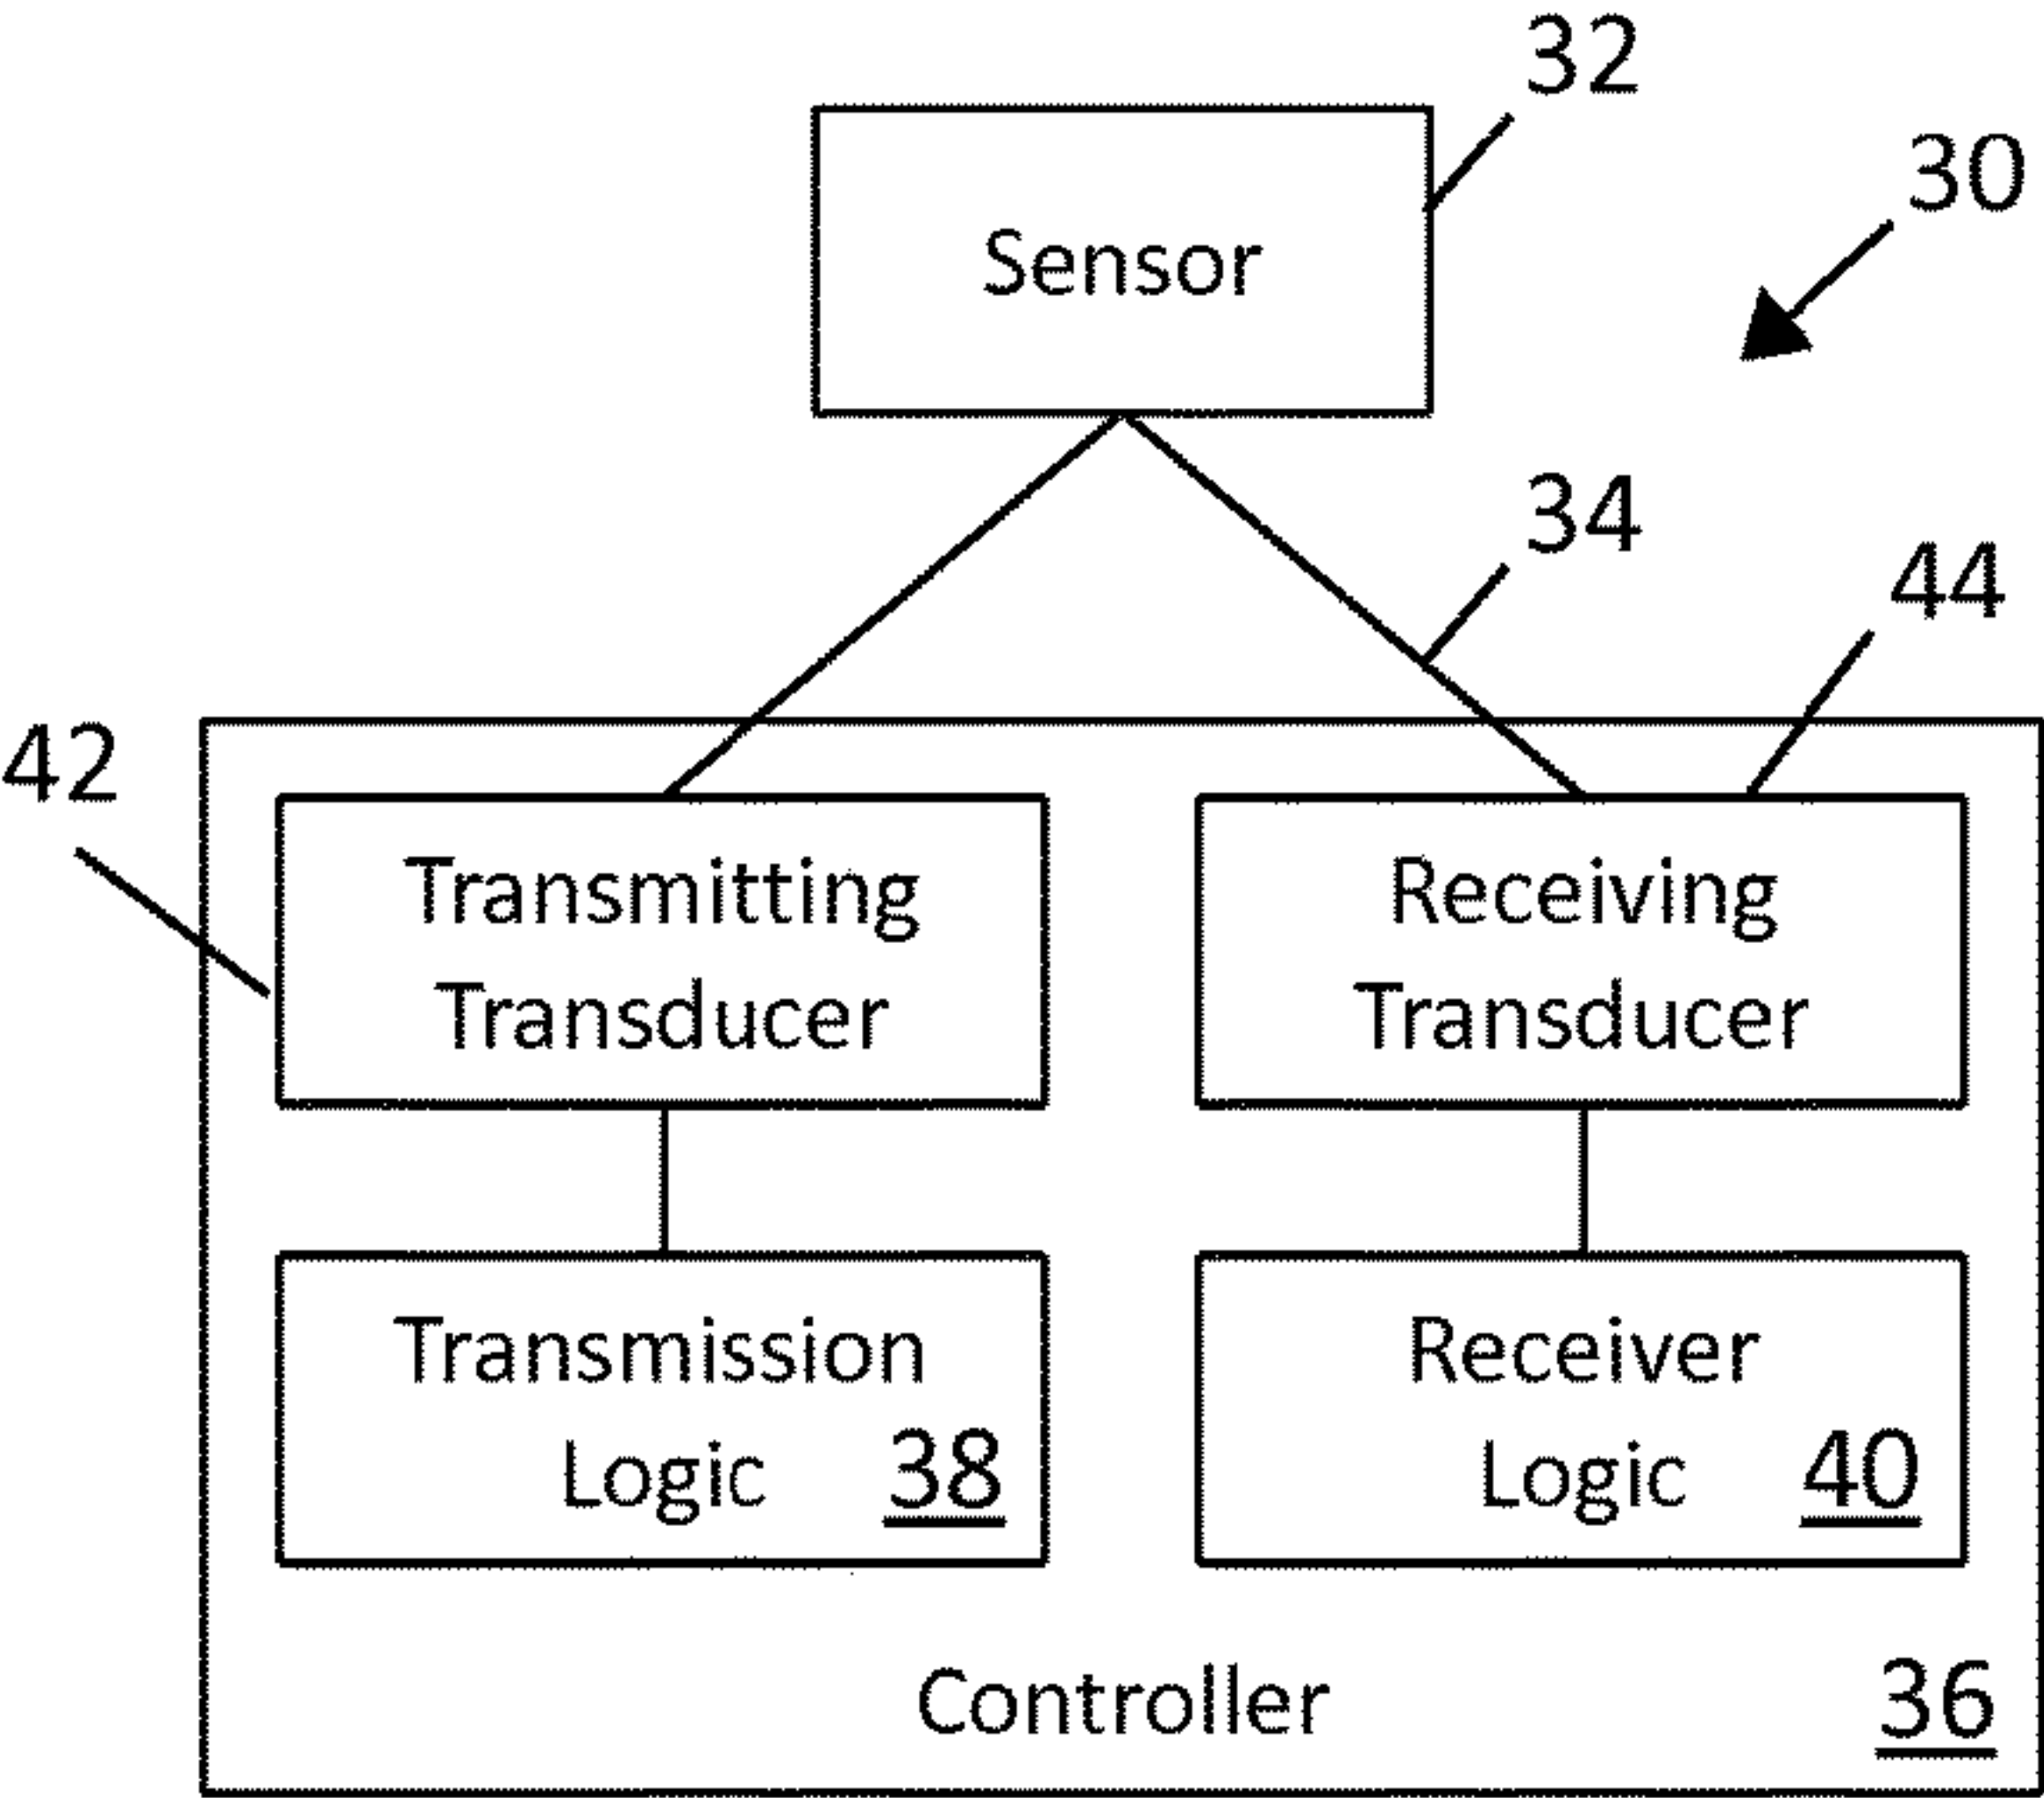 32
30
Sensor
34
44
42
Transmitting
Transducer
Receiving
Transducer
Transmission
Logic 38
Receiver
Logic 40
Controller
36